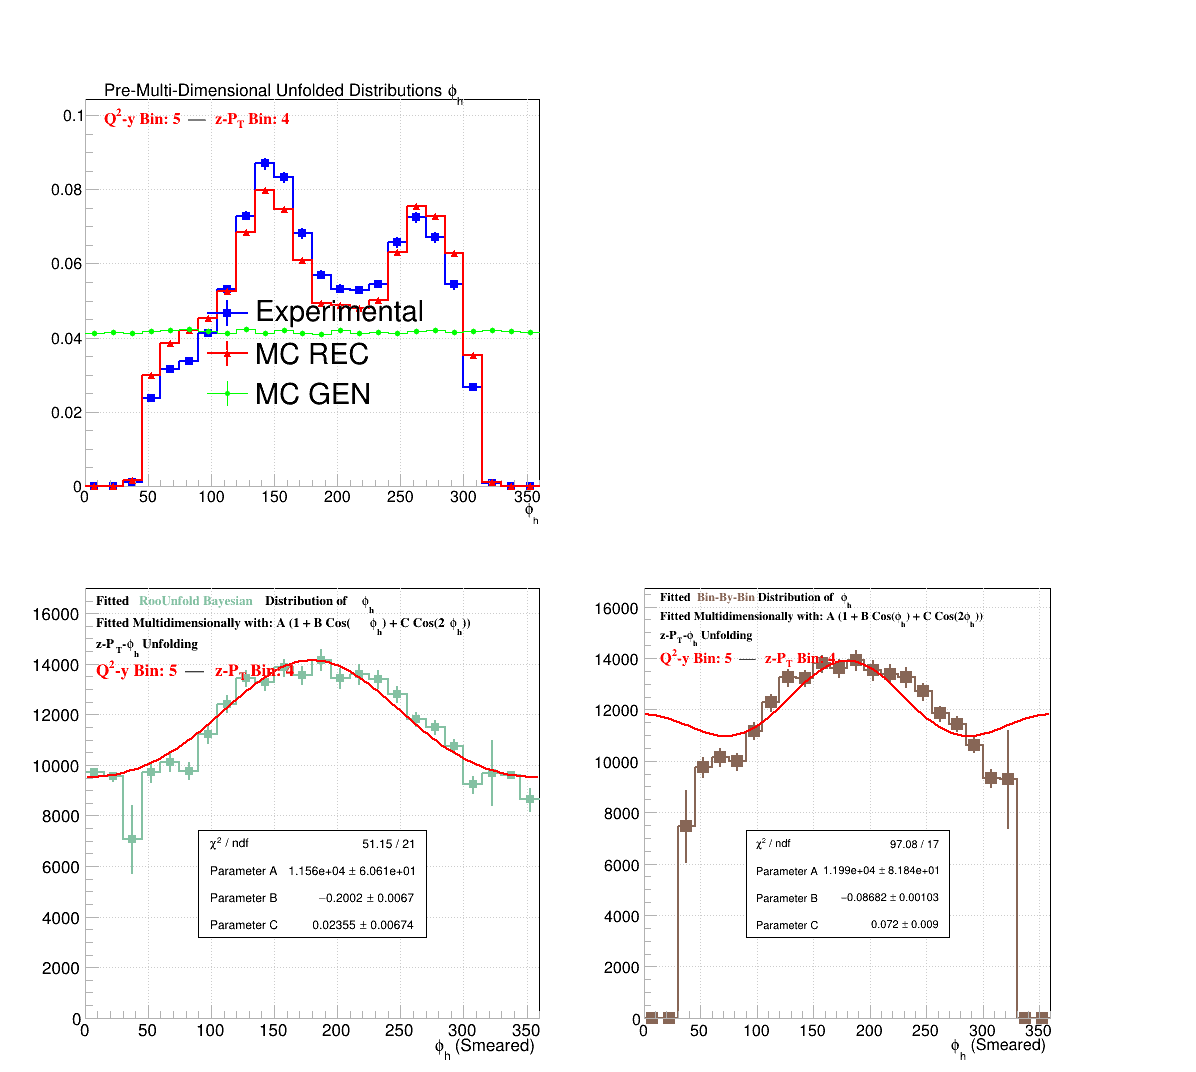 Pre-Multi-Dimensional Unfolded Distributions ϕh
Q2-y Bin: 5 — z-PT Bin: 4
0.1
0.08
0.06
0.04
0.02
0
Experimental
MC REC
MC GEN
0 50 100 150 200 250 300 350
ϕh
Fitted RooUnfold Bayesian Distribution of ϕh
Fitted Multidimensionally with: A (1 + B Cos( ϕh) + C Cos(2 ϕh))
z-PT-ϕh Unfolding
Q2-y Bin: 5 — z-PT Bin: 4
16000
14000
12000
10000
8000
6000
4000
2000
0
χ2 / ndf 51.15 / 21
Parameter A 1.156e+04 ± 6.061e+01
Parameter B −0.2002 ± 0.0067
Parameter C 0.02355 ± 0.00674
0 50 100 150 200 250 300 350
ϕh (Smeared)
Fitted Bin-By-Bin Distribution of ϕh
Fitted Multidimensionally with: A (1 + B Cos(ϕh) + C Cos(2ϕh))
z-PT-ϕh Unfolding
Q2-y Bin: 5 — z-PT Bin: 4
16000
14000
12000
10000
8000
6000
4000
2000
0
χ2 / ndf 97.08 / 17
Parameter A 1.199e+04 ± 8.184e+01
Parameter B −0.08682 ± 0.00103
Parameter C 0.072 ± 0.009
0 50 100 150 200 250 300 350
ϕh (Smeared)